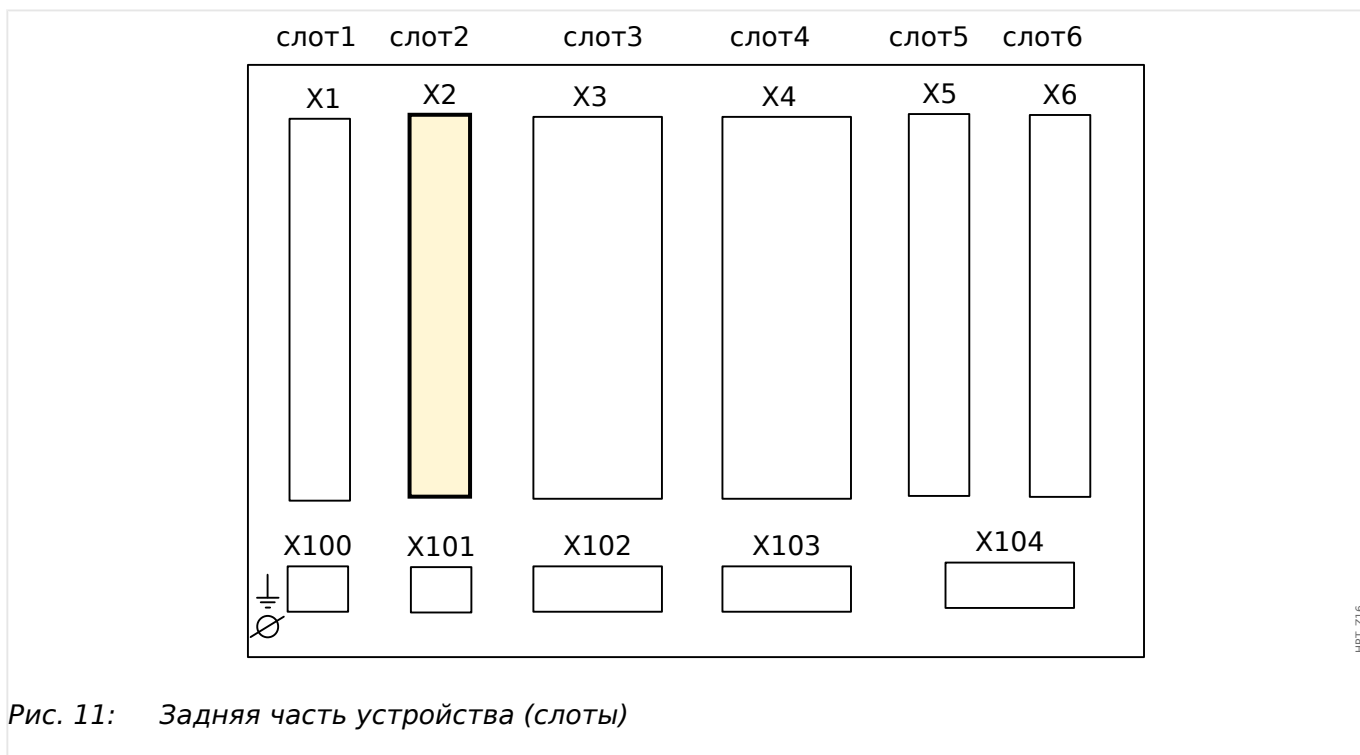 слот1 слот2 слот3 слот4 слот5 слот6
X1 X2 X3 X4 X5 X6
X100 X101 X102 X103 X104
Рис. 11: Задняя часть устройства (слоты)